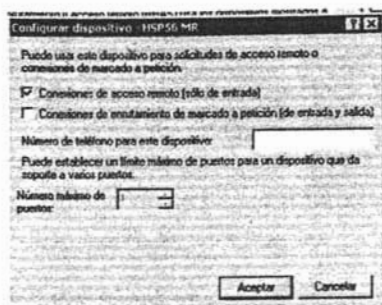 Configurar dispositivo - HSP56 MR
Puede usar este dispositivo para solicitudes de acceso remoto o
conexiones de marcado a petición.
Conexiones de acceso remoto (sólo de entrada)
Conexiones de enrutamiento de marcado a petición (de entrada y salida)
Número de teléfono para este dispositivo:
Puede establecer un límite máximo de puertos para un dispositivo que da
soporte a varios puertos.
Número máximo de
puertos:
Aceptar Cancelar